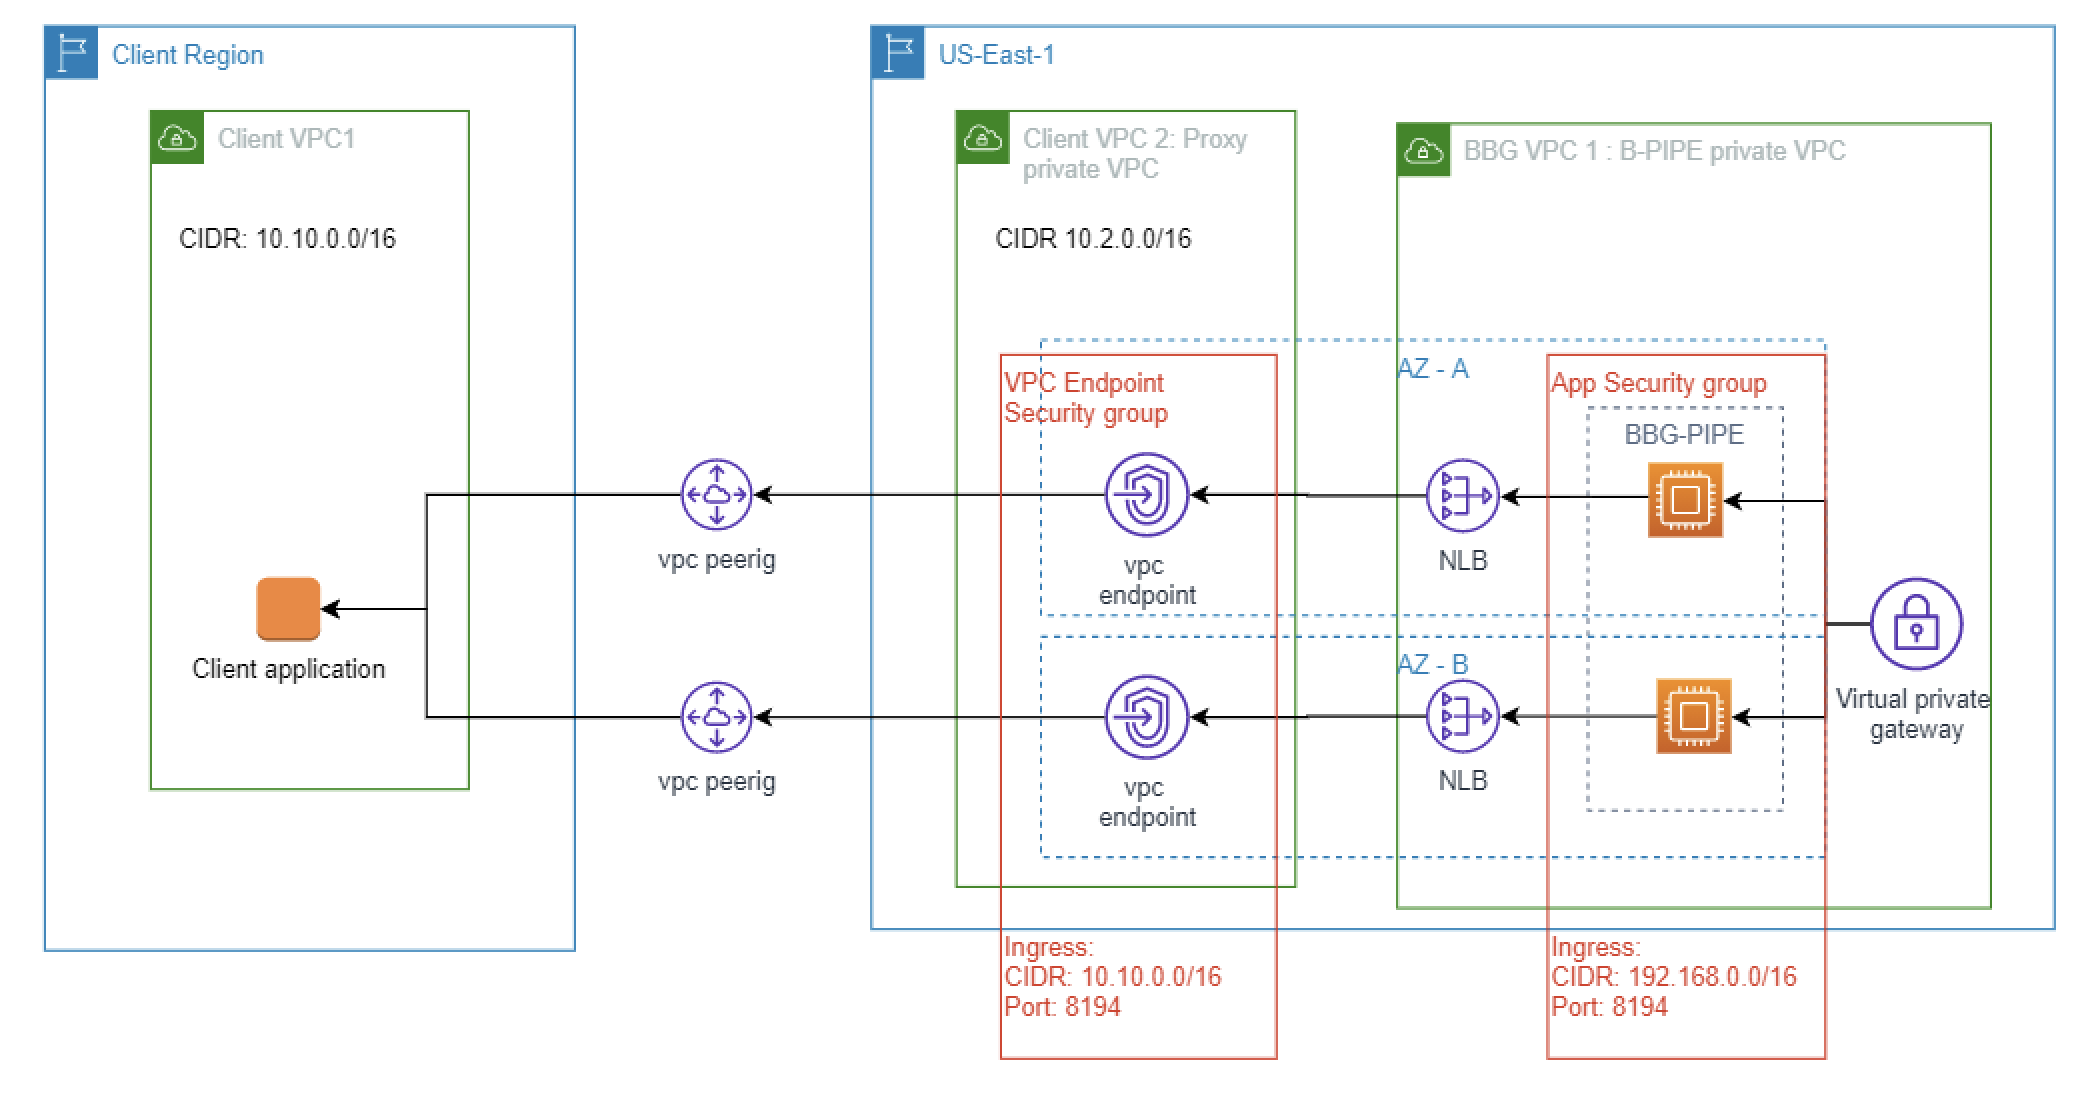 Client Region
US-East-1
Client VPC1
Client VPC 2: Proxy
private VPC
BBG VPC 1 : B-PIPE private VPC
CIDR: 10.10.0.0/16
CIDR 10.2.0.0/16
AZ - A
VPC Endpoint
Security group
App Security group
BBG-PIPE
vpc peerig
vpc
endpoint
NLB
Client application
AZ - B
Virtual private
gateway
vpc peerig
vpc
endpoint
NLB
Ingress:
CIDR: 10.10.0.0/16
Port: 8194
Ingress:
CIDR: 192.168.0.0/16
Port: 8194